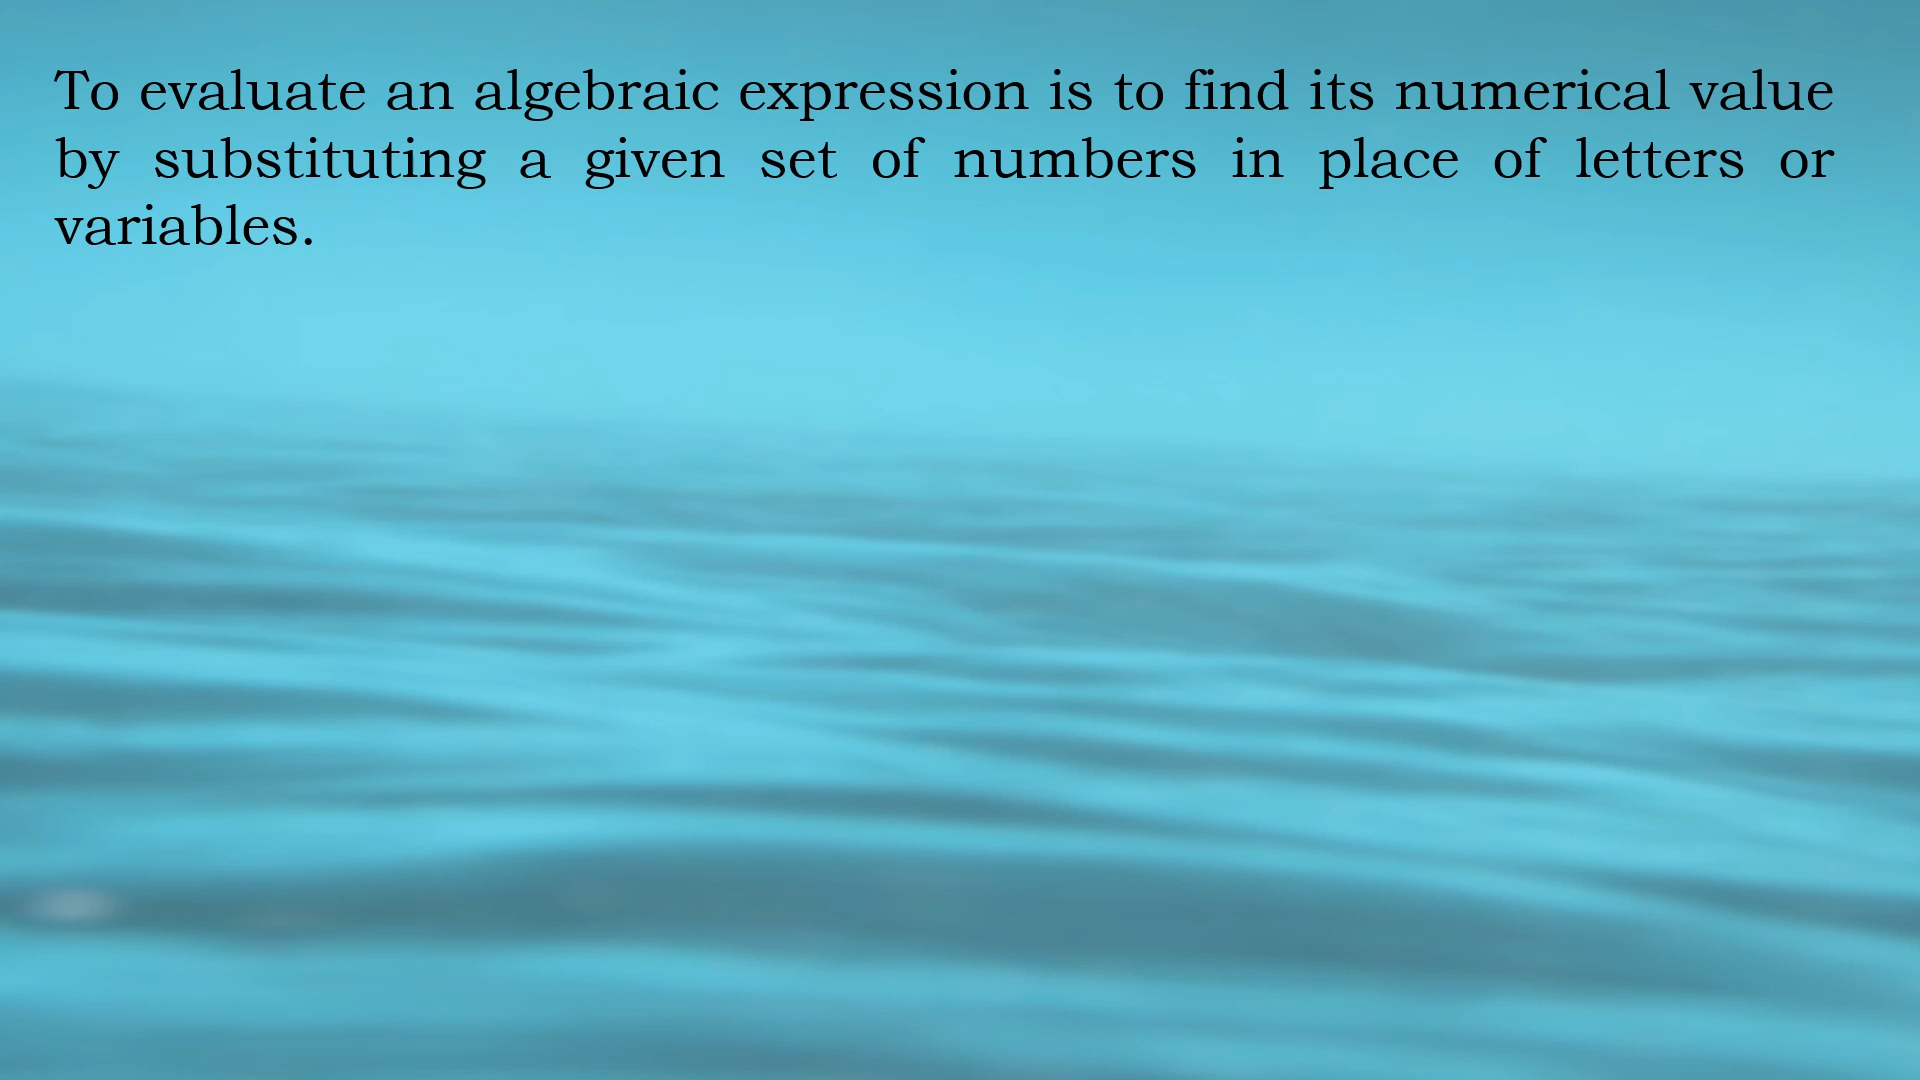 To evaluate an algebraic expression is to find its numerical value
by substituting a given set of numbers in place of letters or
variables.